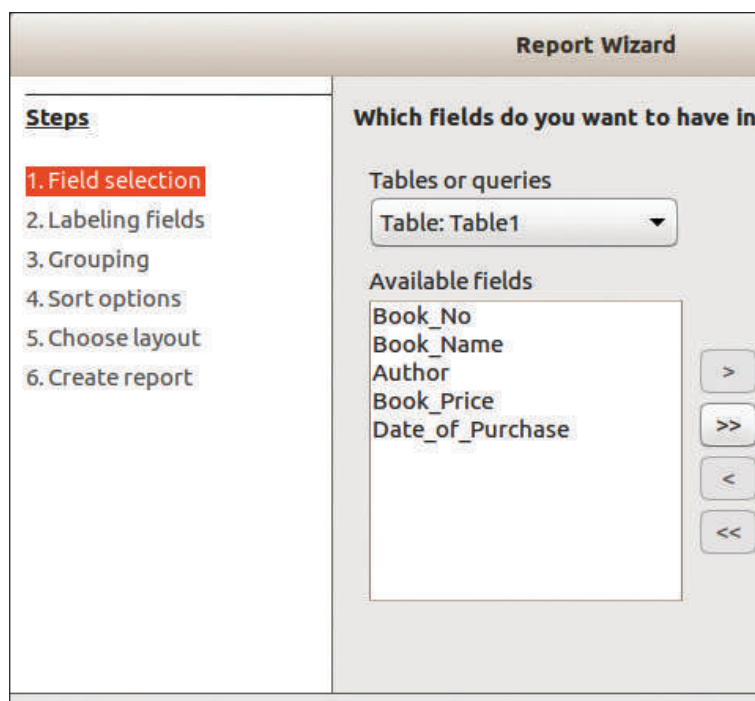 Report Wizard
Steps
1. Field selection
2. Labeling fields
3. Grouping
4. Sort options
5. Choose layout
6. Create report
Which fields do you want to have in
Tables or queries
Table: Table1
Available fields
Book_No
Book_Name
Author
Book_Price
Date_of_Purchase
>
>>
<
<<